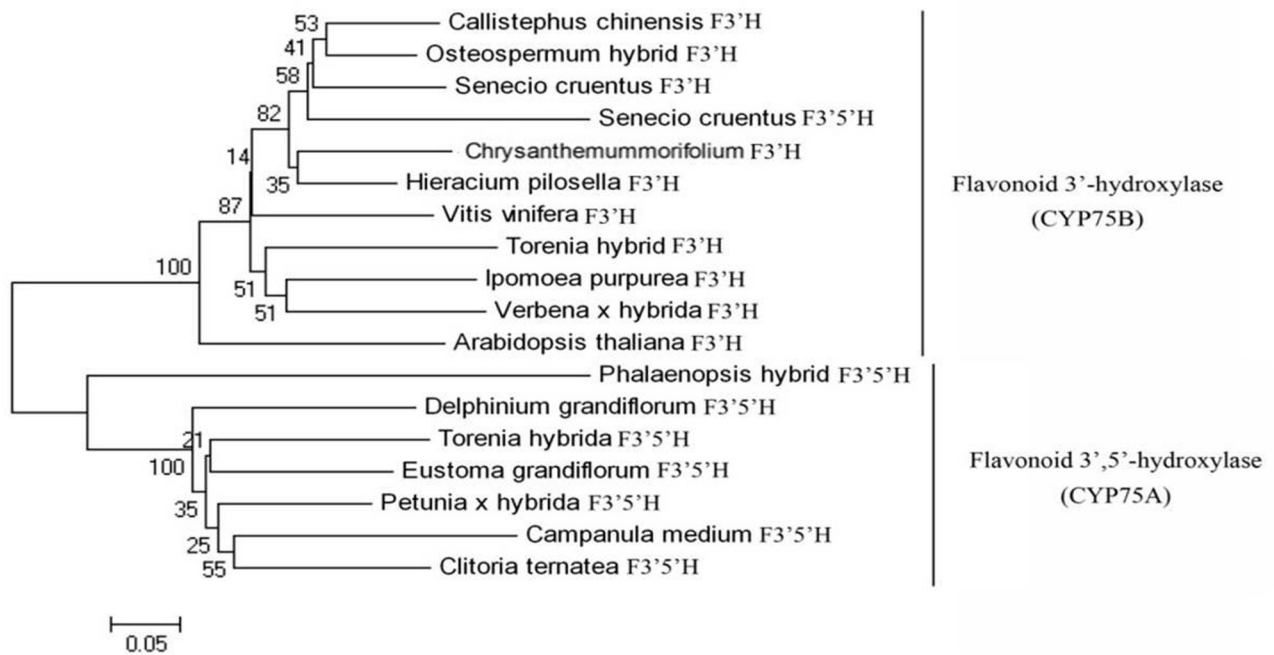 53
Callistephus chinensis F3’H
41
Osteospermum hybrid F3’H
58
Senecio cruentus F3’H
82
Senecio cruentus F3’5’H
14
Chrysanthemummorifolium F3’H
35
Hieracium pilosella F3’H
Flavonoid 3’-hydroxylase
(CYP75B)
87
Vitis vinifera F3’H
Torenia hybrid F3’H
100
51
Ipomoea purpurea F3’H
51
Verbena x hybrida F3’H
Arabidopsis thaliana F3’H
Phalaenopsis hybrid F3’5’H
Delphinium grandiflorum F3’5’H
21
Torenia hybrida F3’5’H
100
Eustoma grandiflorum F3’5’H
Flavonoid 3’,5’-hydroxylase
(CYP75A)
35
Petunia x hybrida F3’5’H
25
Campanula medium F3’5’H
55
Clitoria ternatea F3’5’H
0.05